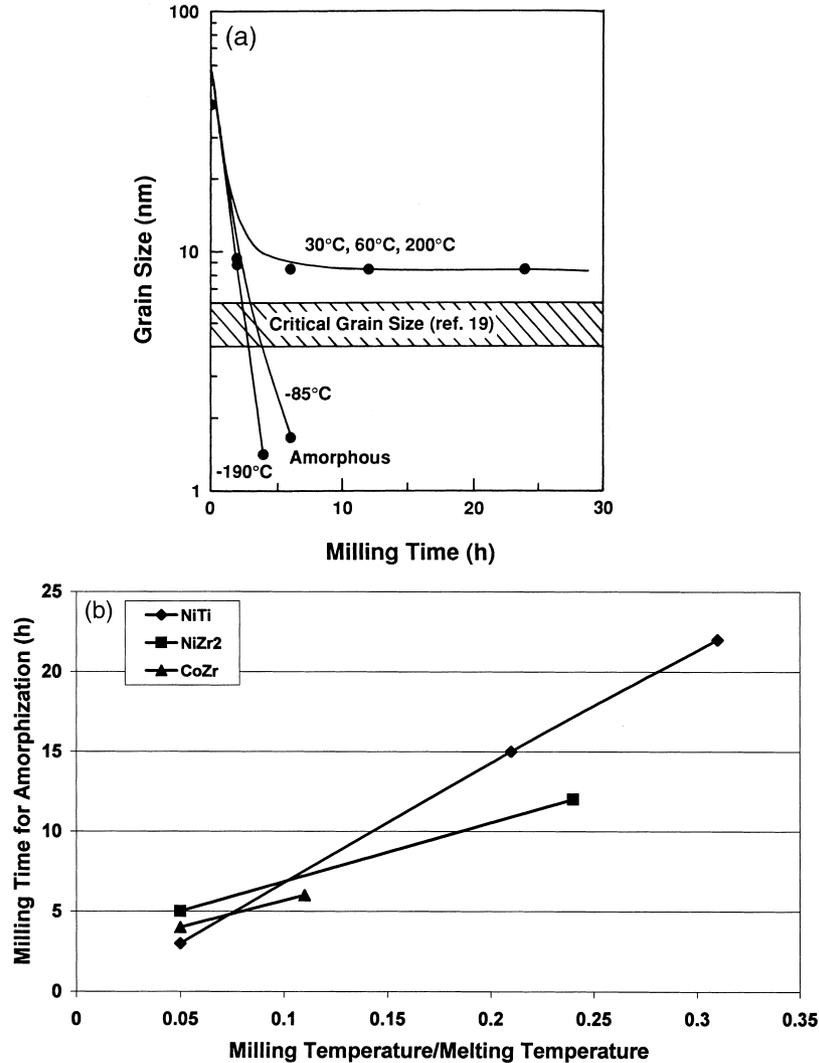 (a)
100
10
1
Grain Size (nm)
30°C, 60°C, 200°C
Critical Grain Size (ref. 19)
-85°C
Amorphous
-190°C
0
10
20
30
Milling Time (h)
(b)
NiTi
NiZr2
CoZr
25
20
15
10
5
0
Milling Time for Amorphization (h)
0
0.05
0.1
0.15
0.2
0.25
0.3
0.35
Milling Temperature/Melting Temperature